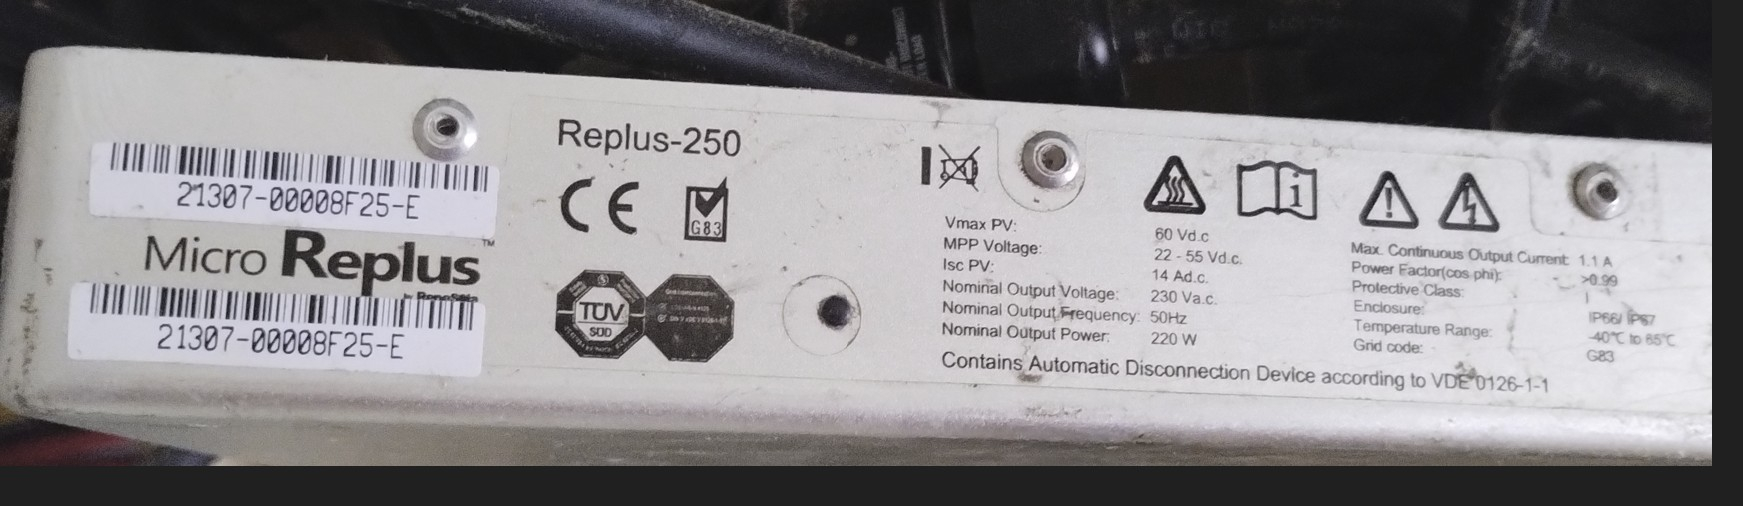 21307-00008F25-E
Micro Replus™
21307-00008F25-E
Replus-250
CE
G83
TÜV
SÜD
Vmax PV: 60 Vd.c
MPP Voltage: 22 - 55 Vd.c.
Isc PV: 14 Ad.c.
Nominal Output Voltage: 230 Va.c.
Nominal Output Frequency: 50Hz
Nominal Output Power: 220 W
Max. Continuous Output Current: 1.1 A
Power Factor(cos phi): >0.99
Protective Class: I
Enclosure: IP66/ IP67
Temperature Range: -40°C to 65°C
Grid code: G83
Contains Automatic Disconnection Device according to VDE 0126-1-1